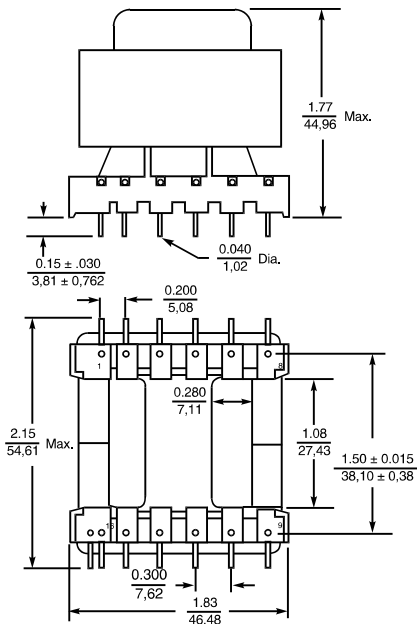 1.77
44,96 Max.
0.040
1,02 Dia.
0.15 ± .030
3,81 ± 0,762
0.200
5,08
1
8
0.280
7,11
2.15
54,61 Max.
1.08
27,43
1.50 ± 0.015
38,10 ± 0,38
16
9
0.300
7,62
1.83
46,48